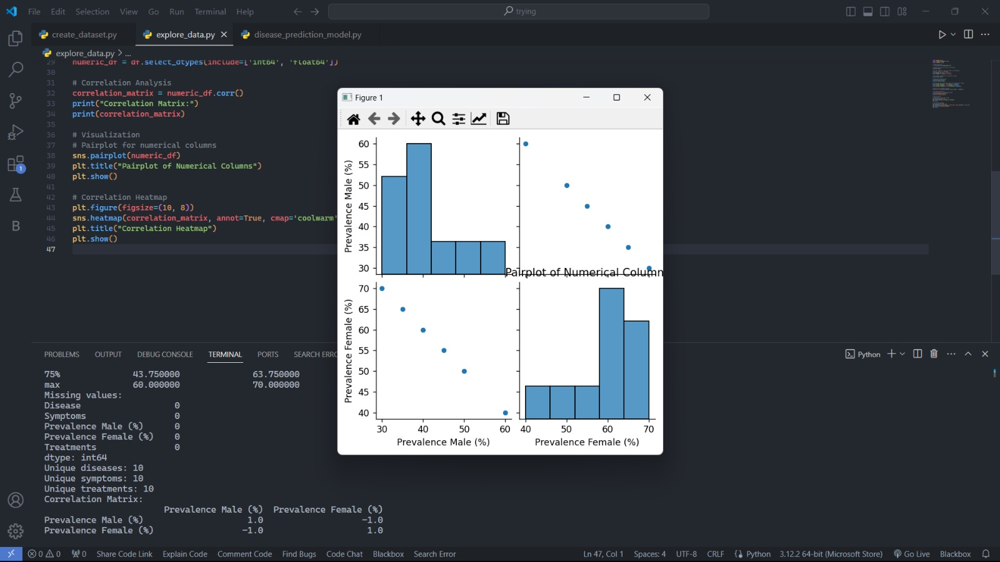 File Edit Selection View Go Run Terminal Help
trying
create_dataset.py
explore_data.py
disease_prediction_model.py
explore_data.py > ...
29 numeric_df = df.select_dtypes(include=['int64', 'float64'])
30
31 # Correlation Analysis
32 correlation_matrix = numeric_df.corr()
33 print("Correlation Matrix:")
34 print(correlation_matrix)
35
36 # Visualization
37 # Pairplot for numerical columns
38 sns.pairplot(numeric_df)
39 plt.title("Pairplot of Numerical Columns")
40 plt.show()
41
42 # Correlation Heatmap
43 plt.figure(figsize=(10, 8))
44 sns.heatmap(correlation_matrix, annot=True, cmap='coolwarm'
45 plt.title("Correlation Heatmap")
46 plt.show()
47
Figure 1
Prevalence Male (%)
60
55
50
45
40
35
30
Pairplot of Numerical Column
Prevalence Female (%)
70
65
60
55
50
45
40
30 40 50 60 40 50 60 70
Prevalence Male (%) Prevalence Female (%)
PROBLEMS OUTPUT DEBUG CONSOLE TERMINAL PORTS SEARCH ERRO
Python
75% 43.750000 63.750000
max 60.000000 70.000000
Missing values:
Disease 0
Symptoms 0
Prevalence Male (%) 0
Prevalence Female (%) 0
Treatments 0
dtype: int64
Unique diseases: 10
Unique symptoms: 10
Unique treatments: 10
Correlation Matrix:
Prevalence Male (%) Prevalence Female (%)
Prevalence Male (%) 1.0 -1.0
Prevalence Female (%) -1.0 1.0
B
1
0 0 0 Share Code Link Explain Code Comment Code Find Bugs Code Chat Blackbox Search Error Ln 47, Col 1 Spaces: 4 UTF-8 CRLF Python 3.12.2 64-bit (Microsoft Store) Go Live Blackbox